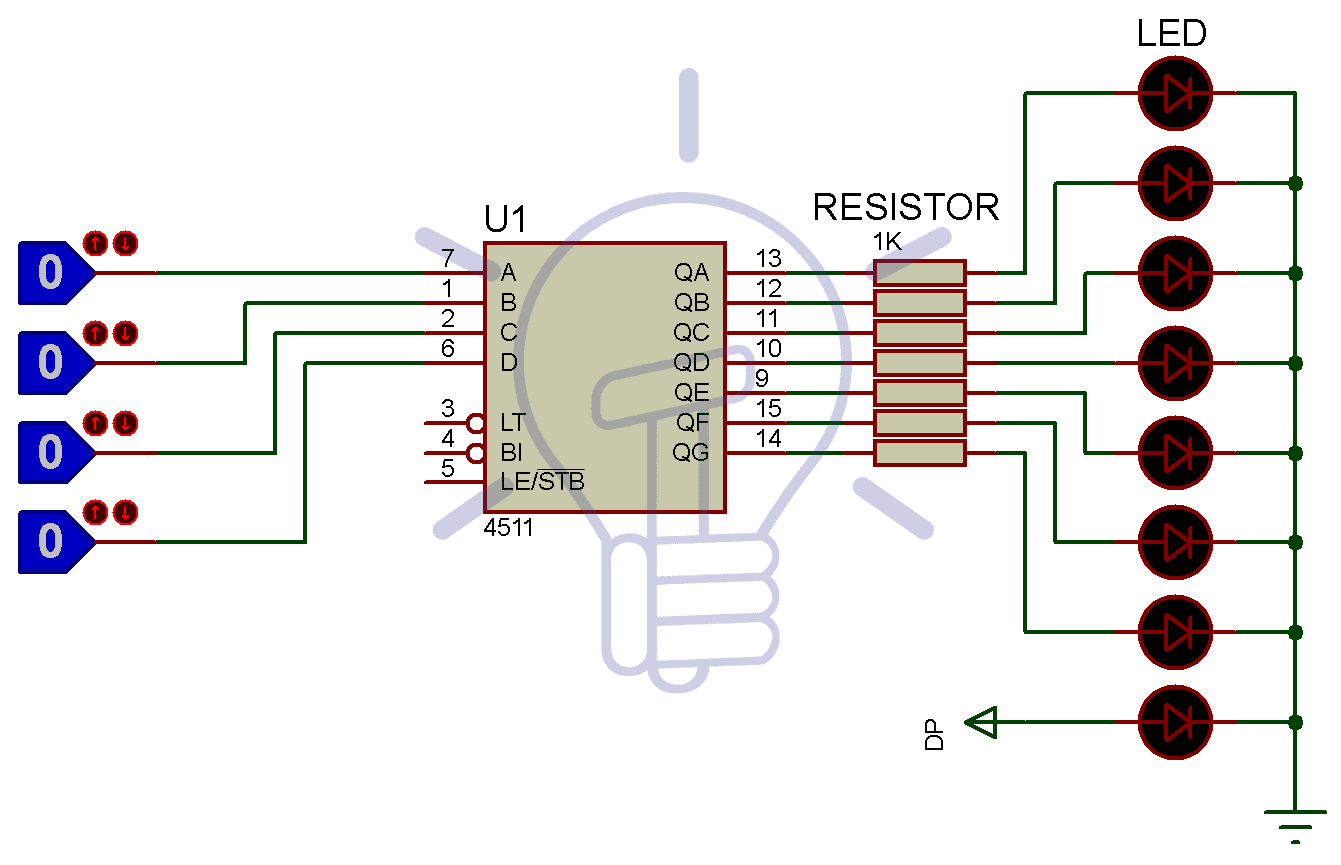 LED
RESISTOR
1K
U1
0
0
0
0
7
1
2
6
3
4
5
A
B
C
D
LT
BI
LE/STB
QA
QB
QC
QD
QE
QF
QG
13
12
11
10
9
15
14
4511
DP